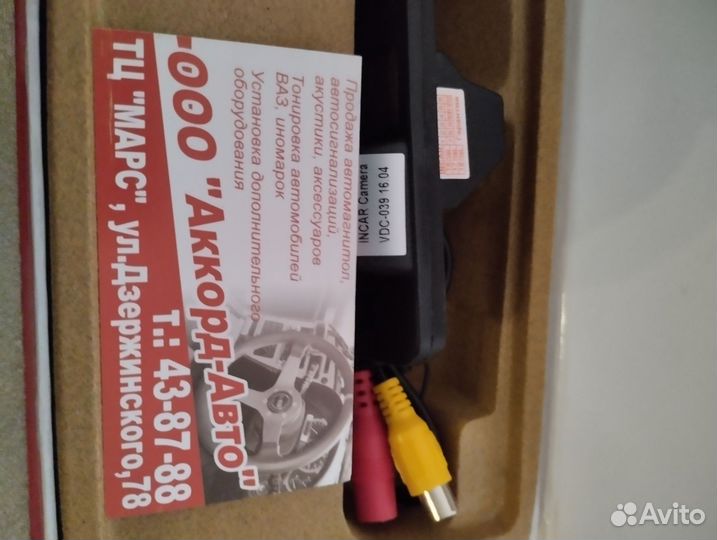 Продажа автомагнитол,
автосигнализаций,
акустики, аксессуаров
Тонировка автомобилей
ВАЗ, иномарок
Установка дополнительного
оборудования
ООО "Аккорд-Авто"
т.: 43-87-88
ТЦ "МАРС", ул.Дзержинского,78
INCAR Camera
VDC-039 16 04
Avito